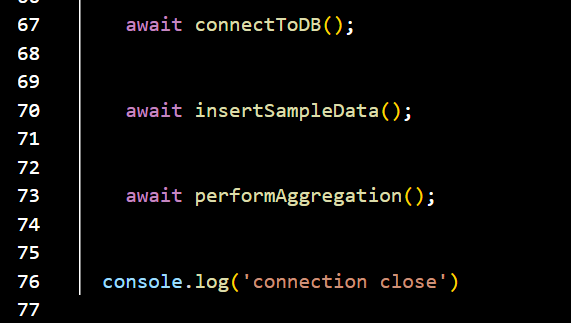 67 await connectToDB();
68
69
70 await insertSampleData();
71
72
73 await performAggregation();
74
75
76 console.log('connection close')
77